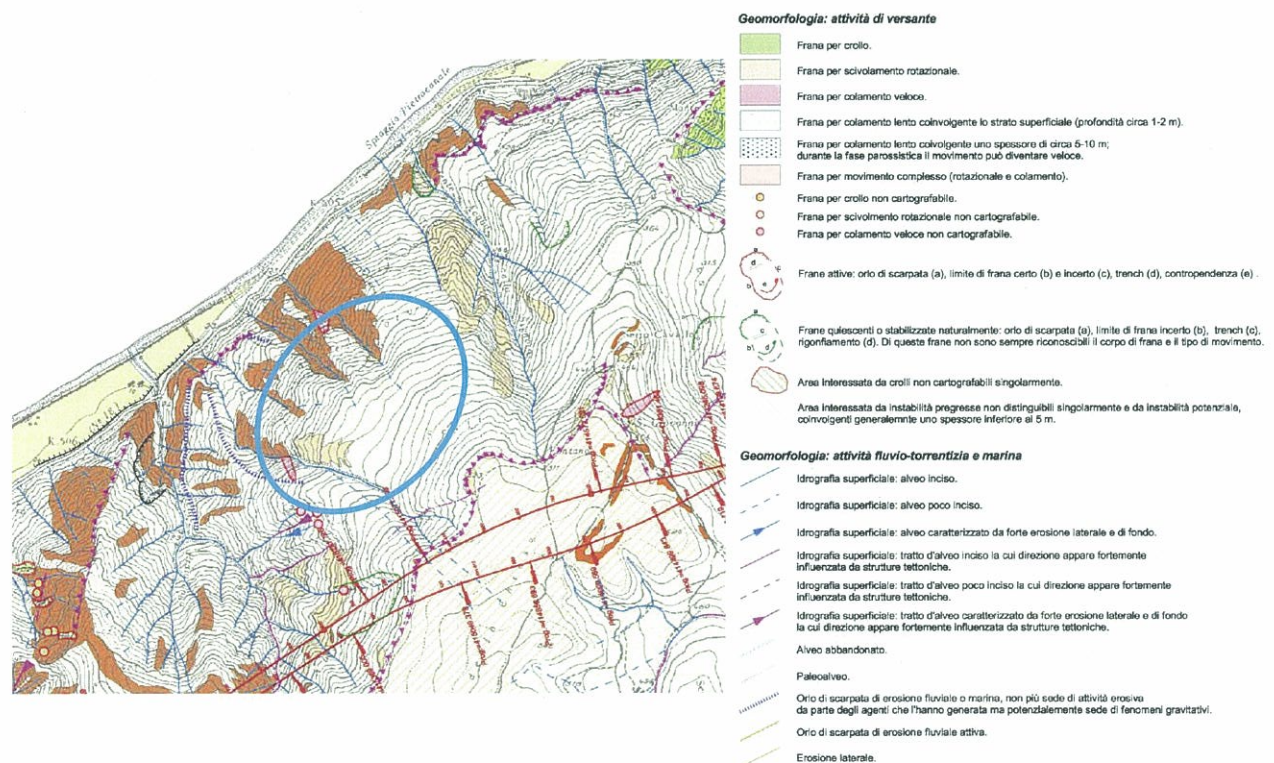 Geomorfologia: attività di versante
Frana per crollo.
Frana per scivolamento rotazionale.
Frana per colamento veloce.
Frana per colamento lento coinvolgente lo strato superficiale (profondità circa 1-2 m).
Frana per colamento lento coivolgente uno spessore di circa 5-10 m;
durante la fase parossistica il movimento può diventare veloce.
Frana per movimento complesso (rotazionale e colamento).
Frana per crollo non cartografabile.
Frana per scivolmento rotazionale non cartografabile.
Frana per colamento veloce non cartografabile.
Frane attive: orlo di scarpata (a), limite di frana certo (b) e incerto (c), trench (d), contropendenza (e) .
Frane quiescenti o stabilizzate naturalmente: orlo di scarpata (a), limite di frana incerto (b), trench (c),
rigonfiamento (d). Di queste frane non sono sempre riconoscibili il corpo di frana e il tipo di movimento.
Area interessata da crolli non cartografabili singolarmente.
Area interessata da instabilità pregresse non distinguibili singolarmente e da instabilità potenziale,
coinvolgenti generalemnte uno spessore inferiore ai 5 m.
Geomorfologia: attività fluvio-torrentizia e marina
Idrografia superficiale: alveo inciso.
Idrografia superficiale: alveo poco inciso.
Idrografia superficiale: alveo caratterizzato da forte erosione laterale e di fondo.
Idrografia superficiale: tratto d'alveo inciso la cui direzione appare fortemente
influenzata da strutture tettoniche.
Idrografia superficiale: tratto d'alveo poco inciso la cui direzione appare fortemente
influenzata da strutture tettoniche.
Idrografia superficiale: tratto d'alveo caratterizzato da forte erosione laterale e di fondo
la cui direzione appare fortemente influenzata da strutture tettoniche.
Alveo abbandonato.
Paleoalveo.
Orlo di scarpata di erosione fluviale o marina, non più sede di attività erosiva
da parte degli agenti che l'hanno generata ma potenzialmente sede di fenomeni gravitativi.
Orlo di scarpata di erosione fluviale attiva.
Erosione laterale.
Spiaggia Pietracanale
K. 505
K. 506